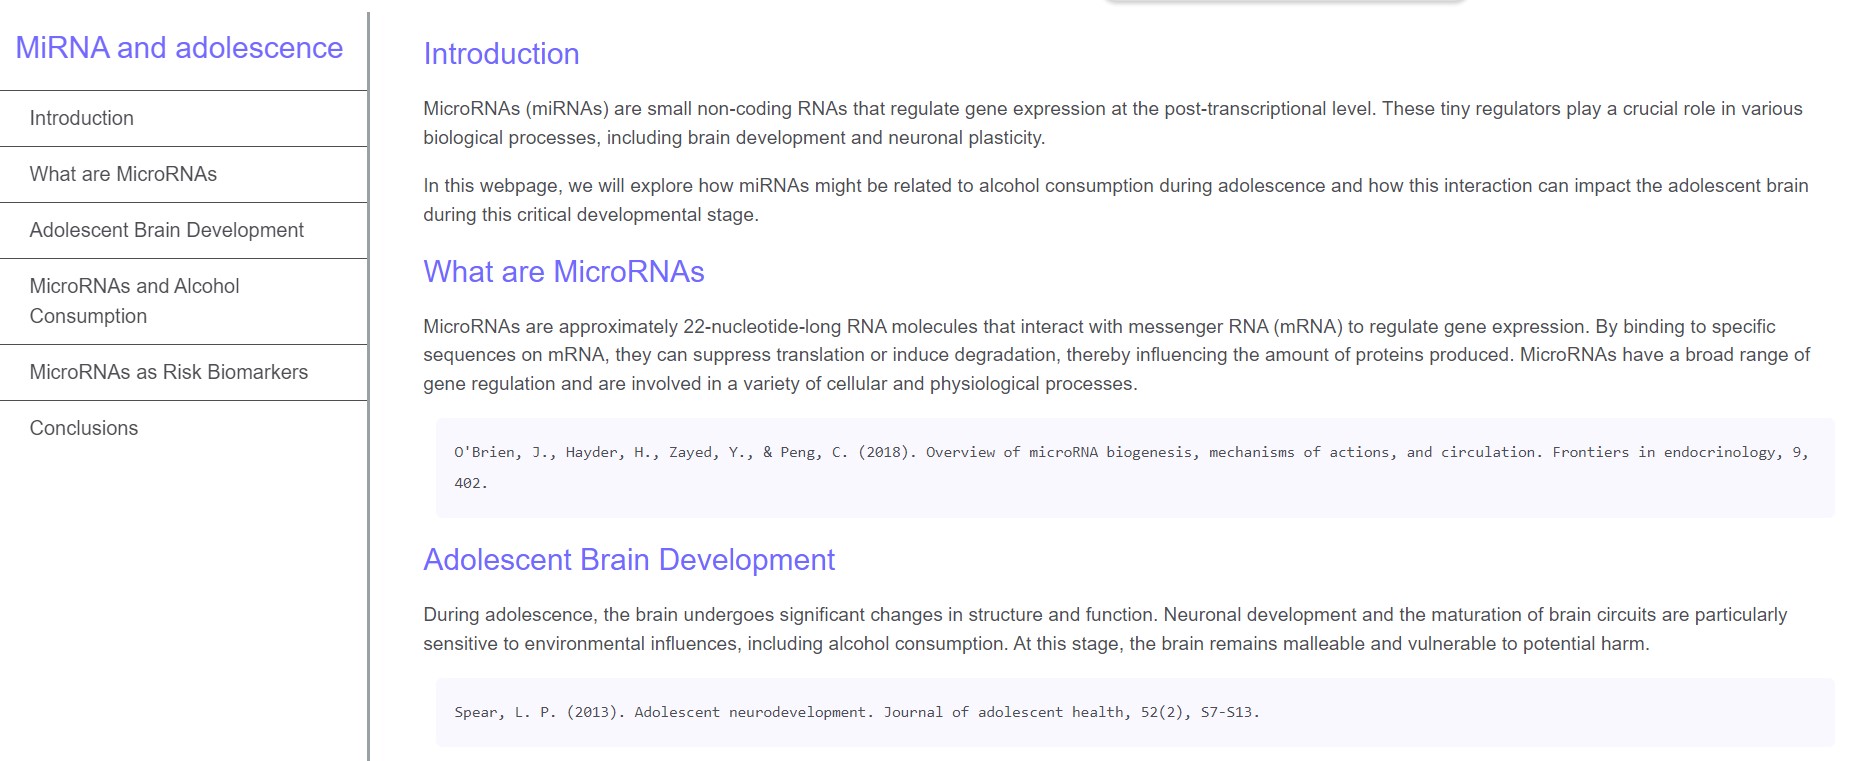 MiRNA and adolescence
Introduction
What are MicroRNAs
Adolescent Brain Development
MicroRNAs and Alcohol
Consumption
MicroRNAs as Risk Biomarkers
Conclusions
Introduction
MicroRNAs (miRNAs) are small non-coding RNAs that regulate gene expression at the post-transcriptional level. These tiny regulators play a crucial role in various
biological processes, including brain development and neuronal plasticity.
In this webpage, we will explore how miRNAs might be related to alcohol consumption during adolescence and how this interaction can impact the adolescent brain
during this critical developmental stage.
What are MicroRNAs
MicroRNAs are approximately 22-nucleotide-long RNA molecules that interact with messenger RNA (mRNA) to regulate gene expression. By binding to specific
sequences on mRNA, they can suppress translation or induce degradation, thereby influencing the amount of proteins produced. MicroRNAs have a broad range of
gene regulation and are involved in a variety of cellular and physiological processes.
O'Brien, J., Hayder, H., Zayed, Y., & Peng, C. (2018). Overview of microRNA biogenesis, mechanisms of actions, and circulation. Frontiers in endocrinology, 9,
402.
Adolescent Brain Development
During adolescence, the brain undergoes significant changes in structure and function. Neuronal development and the maturation of brain circuits are particularly
sensitive to environmental influences, including alcohol consumption. At this stage, the brain remains malleable and vulnerable to potential harm.
Spear, L. P. (2013). Adolescent neurodevelopment. Journal of adolescent health, 52(2), S7-S13.